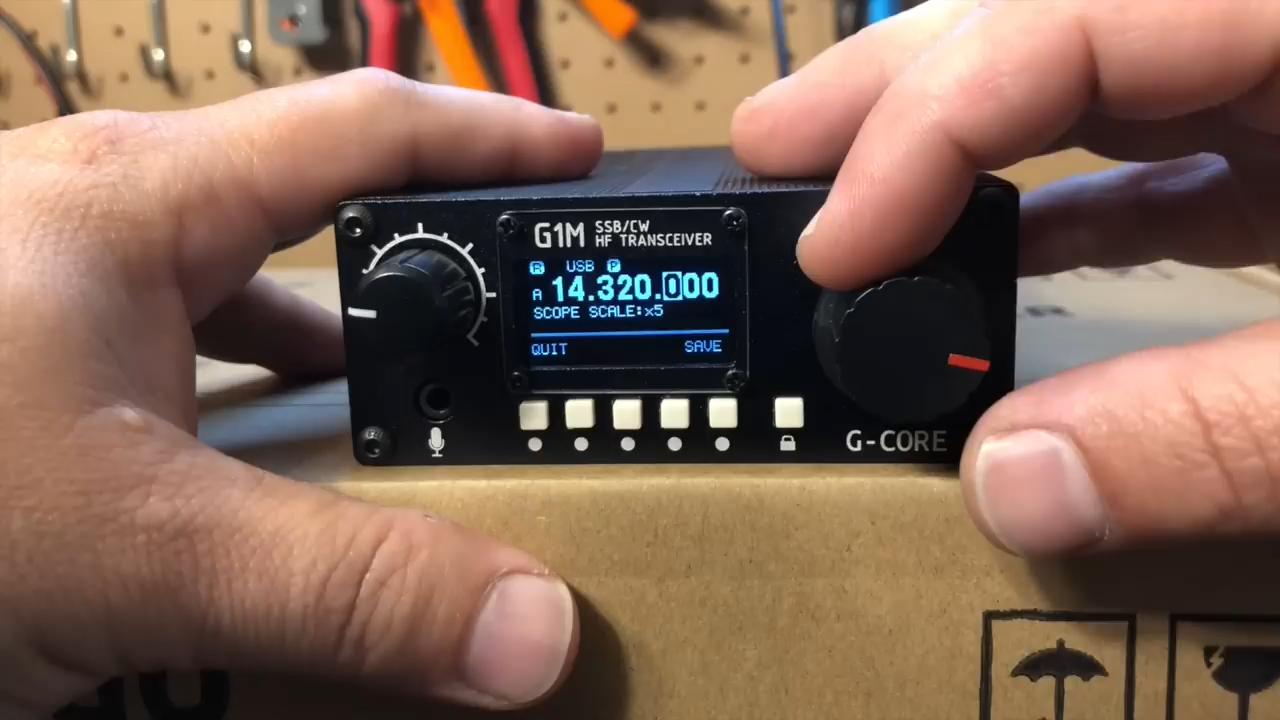 G1M SSB/CW
HF TRANSCEIVER
R USB P
A 14.320.000
SCOPE SCALE:x5
QUIT SAVE
G-CORE